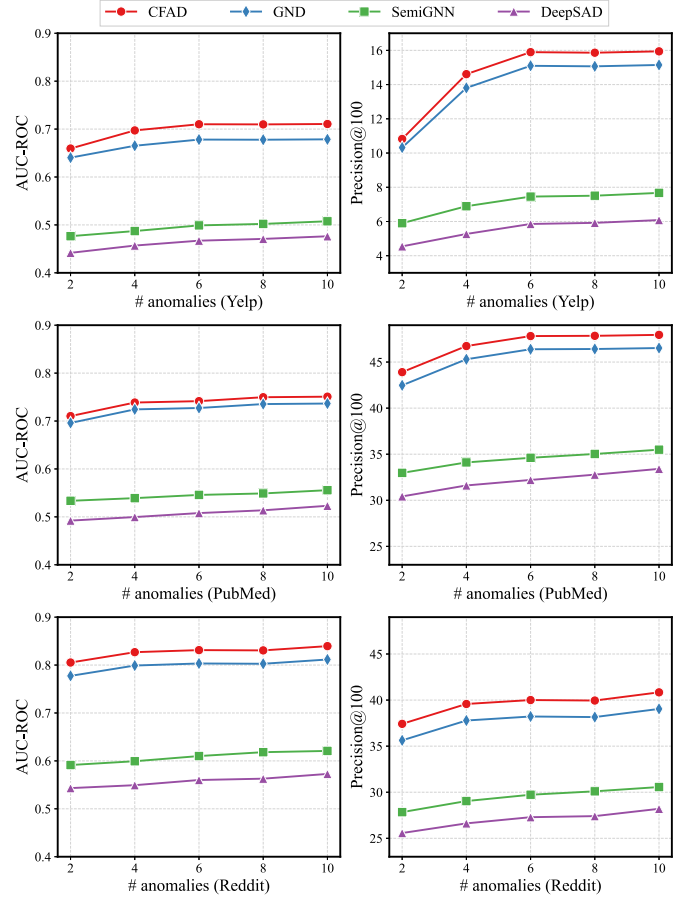 CFAD GND SemiGNN DeepSAD
0.9
0.8
0.7
0.6
0.5
0.4
AUC-ROC
2 4 6 8 10
# anomalies (Yelp)
16
14
12
10
8
6
4
Precision@100
2 4 6 8 10
# anomalies (Yelp)
0.9
0.8
0.7
0.6
0.5
0.4
AUC-ROC
2 4 6 8 10
# anomalies (PubMed)
45
40
35
30
25
Precision@100
2 4 6 8 10
# anomalies (PubMed)
0.9
0.8
0.7
0.6
0.5
0.4
AUC-ROC
2 4 6 8 10
# anomalies (Reddit)
45
40
35
30
25
Precision@100
2 4 6 8 10
# anomalies (Reddit)